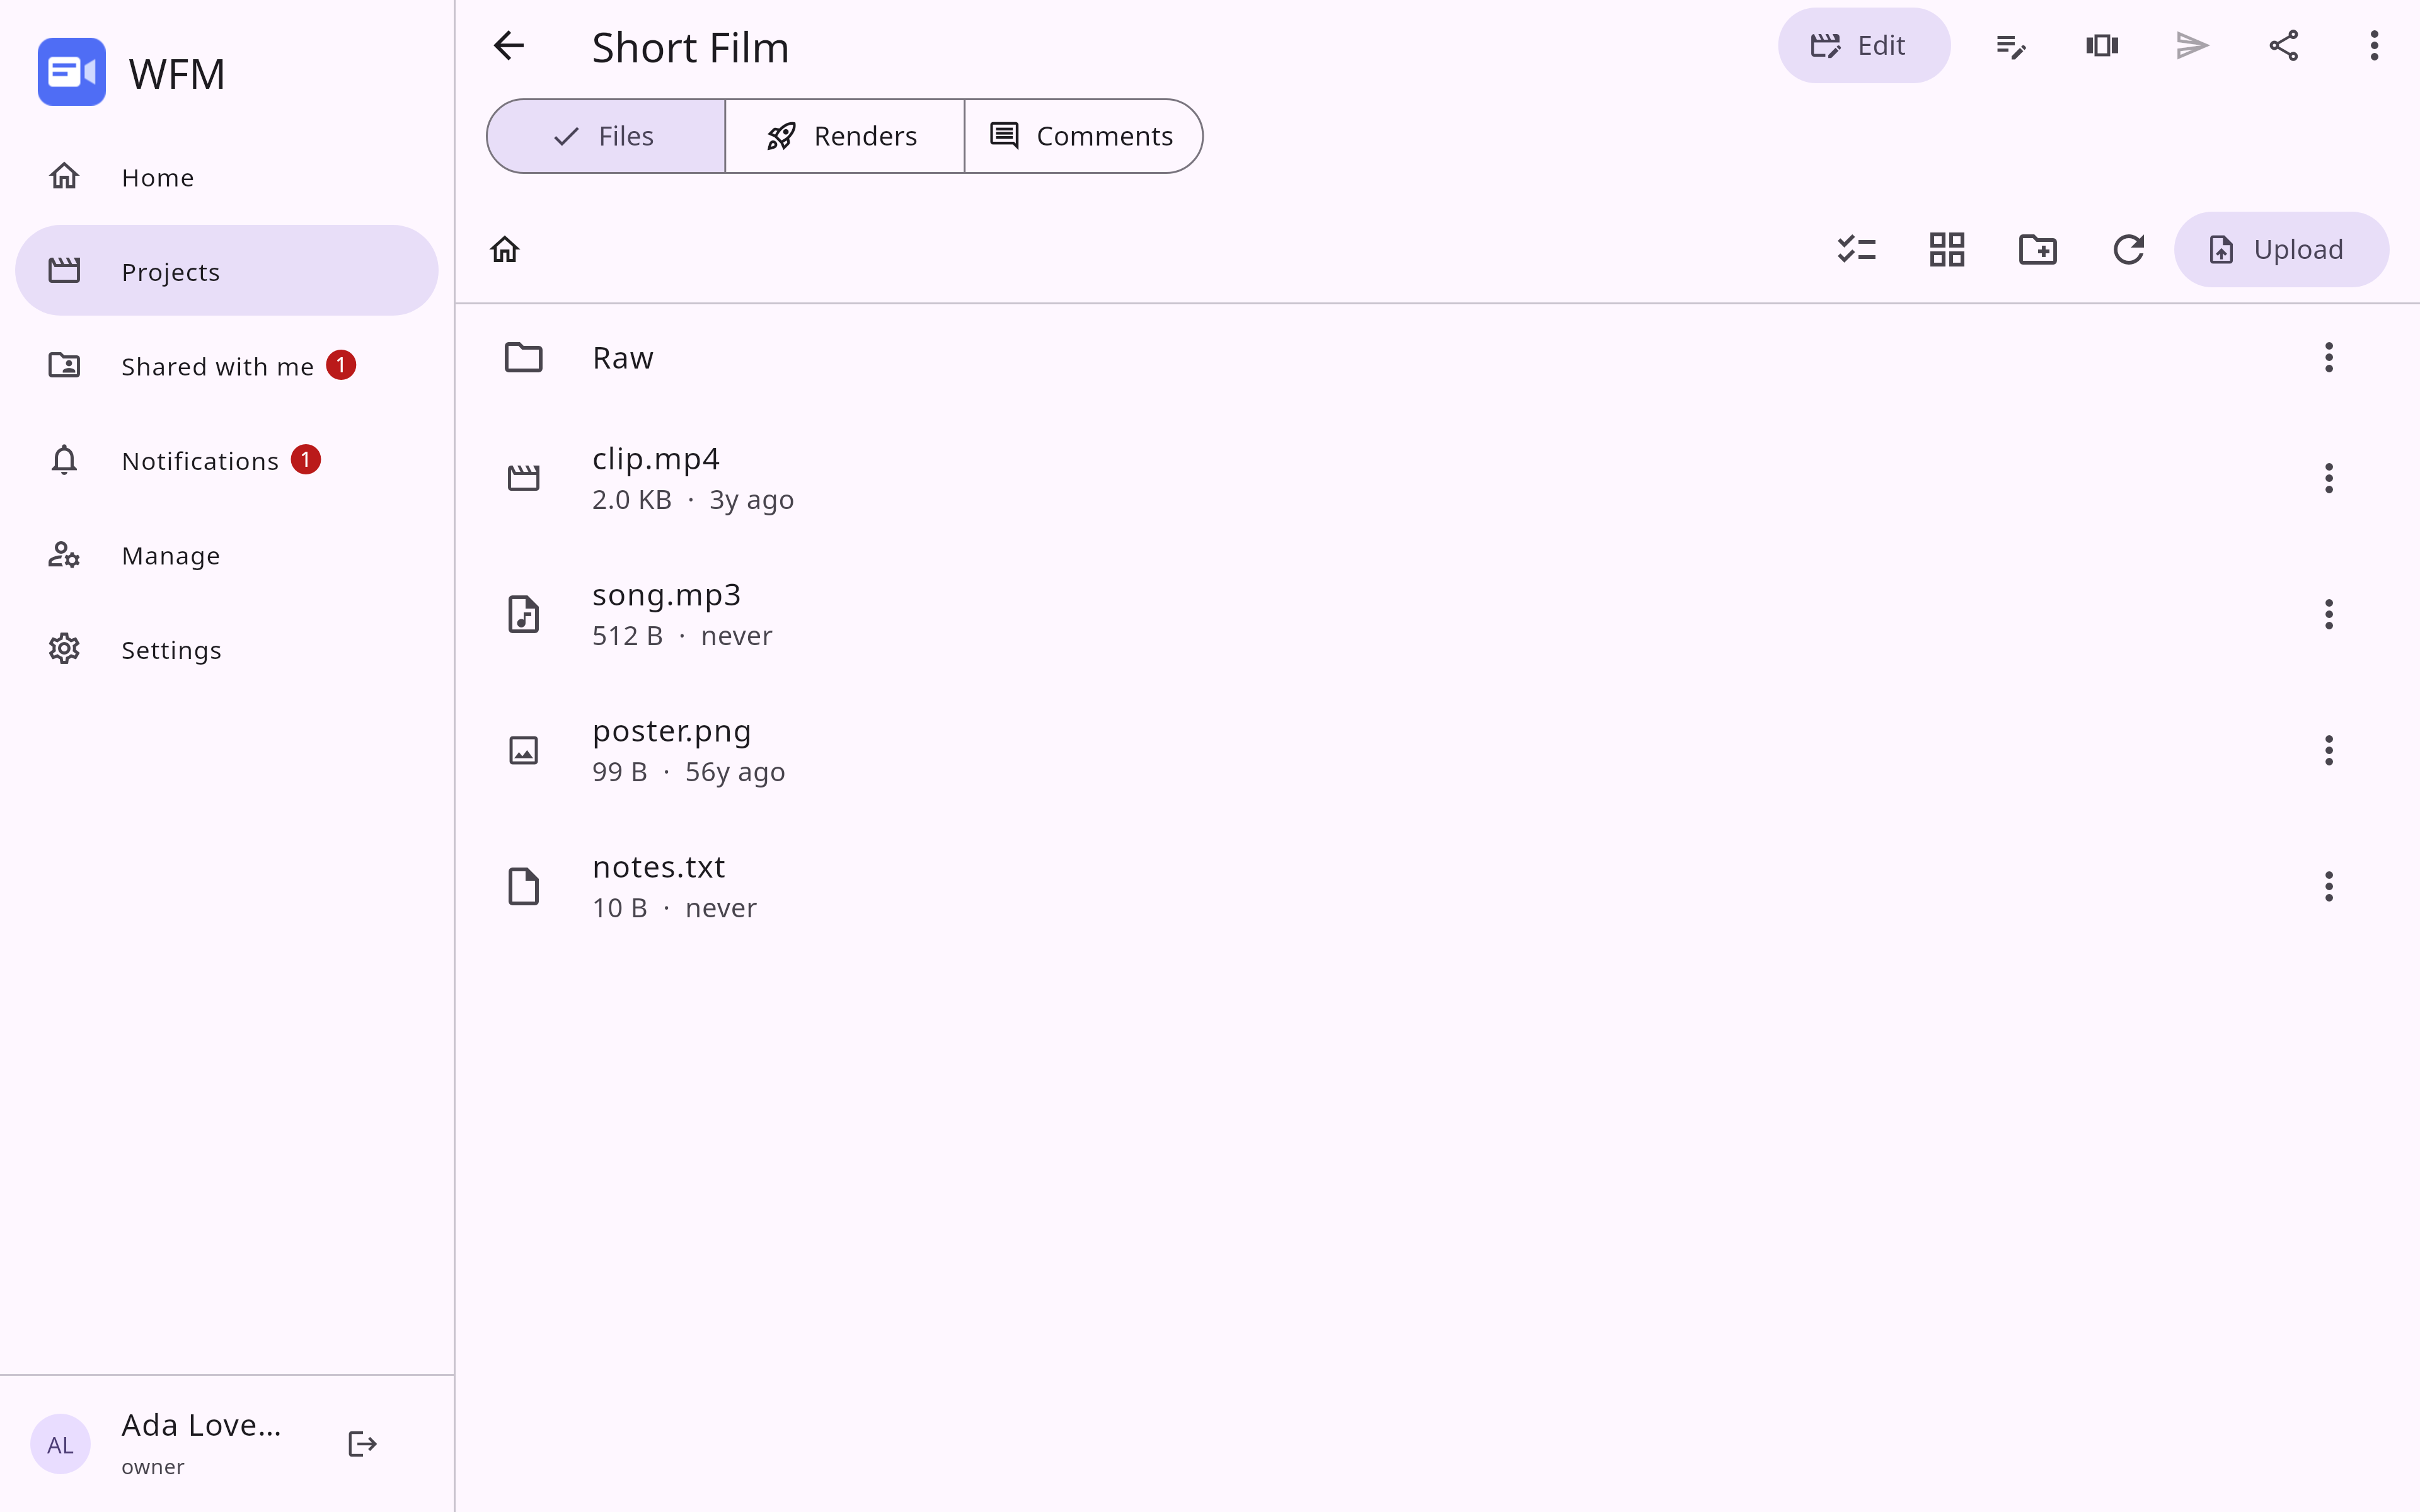 WFM
Home
Projects
Shared with me 1
Notifications 1
Manage
Settings
AL
Ada Love...
owner
Short Film
Edit
Files
Renders
Comments
Upload
Raw
clip.mp4
2.0 KB · 3y ago
song.mp3
512 B · never
poster.png
99 B · 56y ago
notes.txt
10 B · never